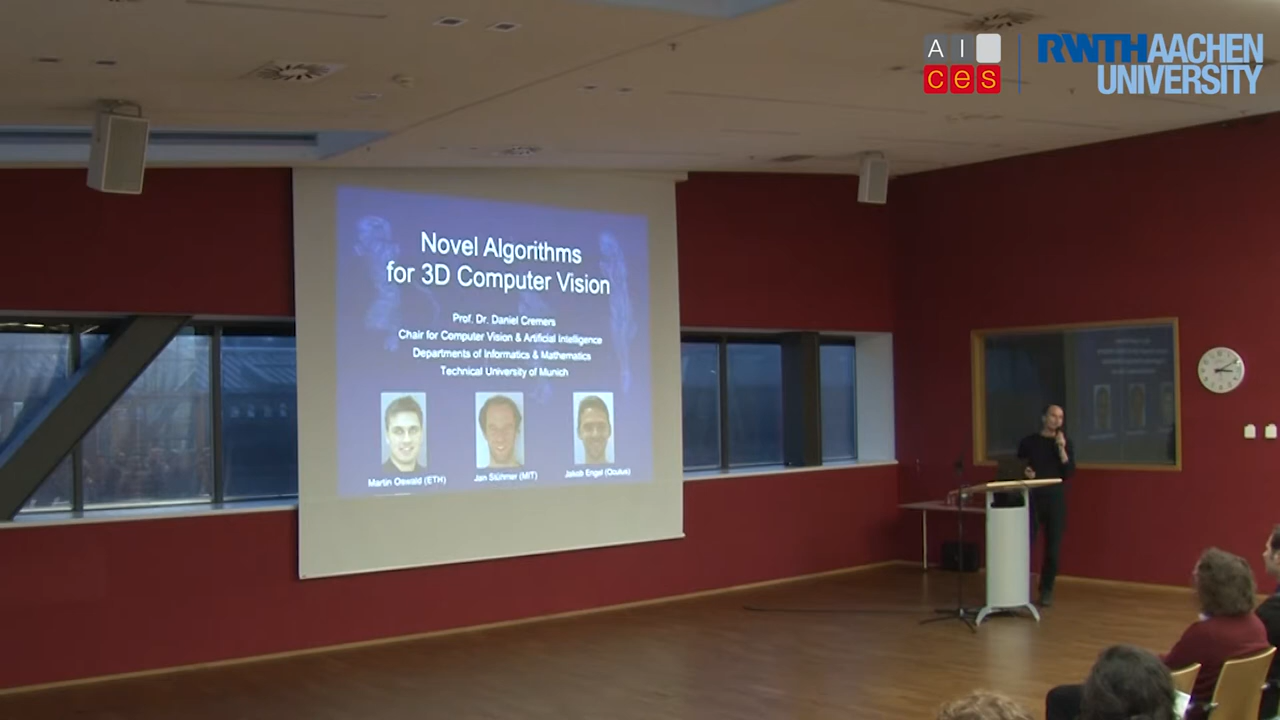 AI
ces
RWTHAACHEN
UNIVERSITY
Novel Algorithms
for 3D Computer Vision
Prof. Dr. Daniel Cremers
Chair for Computer Vision & Artificial Intelligence
Departments of Informatics & Mathematics
Technical University of Munich
Martin Oswald (ETH)
Jan Stühmer (MIT)
Jakob Engel (Oculus)